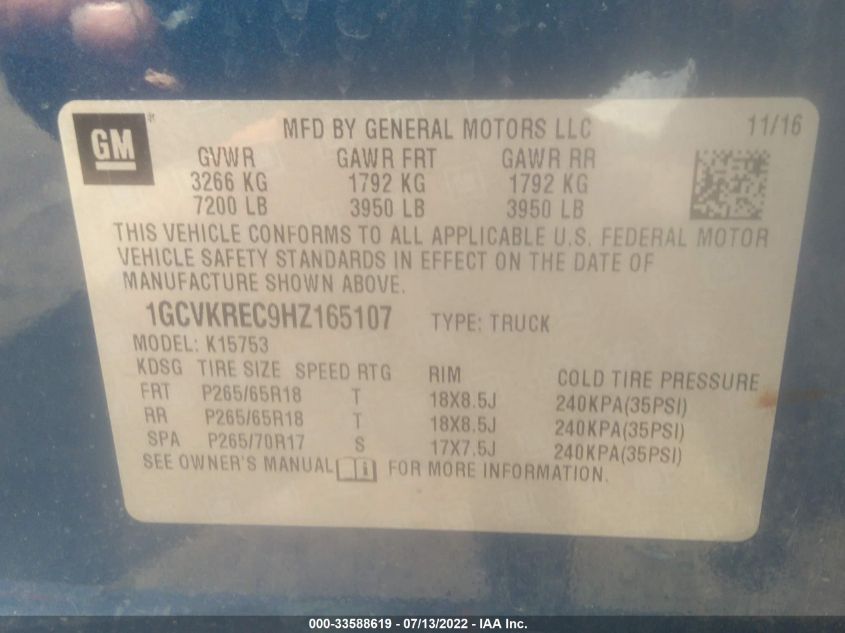 GM
MFD BY GENERAL MOTORS LLC 11/16
GVWR GAWR FRT GAWR RR
3266 KG 1792 KG 1792 KG
7200 LB 3950 LB 3950 LB
THIS VEHICLE CONFORMS TO ALL APPLICABLE U.S. FEDERAL MOTOR
VEHICLE SAFETY STANDARDS IN EFFECT ON THE DATE OF
MANUFACTURE SHOWN ABOVE.
1GCVKREC9HZ165107 TYPE: TRUCK
MODEL: K15753
KDSG TIRE SIZE SPEED RTG RIM COLD TIRE PRESSURE
FRT P265/65R18 T 18X8.5J 240KPA(35PSI)
RR P265/65R18 T 18X8.5J 240KPA(35PSI)
SPA P265/70R17 S 17X7.5J 240KPA(35PSI)
SEE OWNER'S MANUAL i FOR MORE INFORMATION.
000-33588619 - 07/13/2022 - IAA Inc.